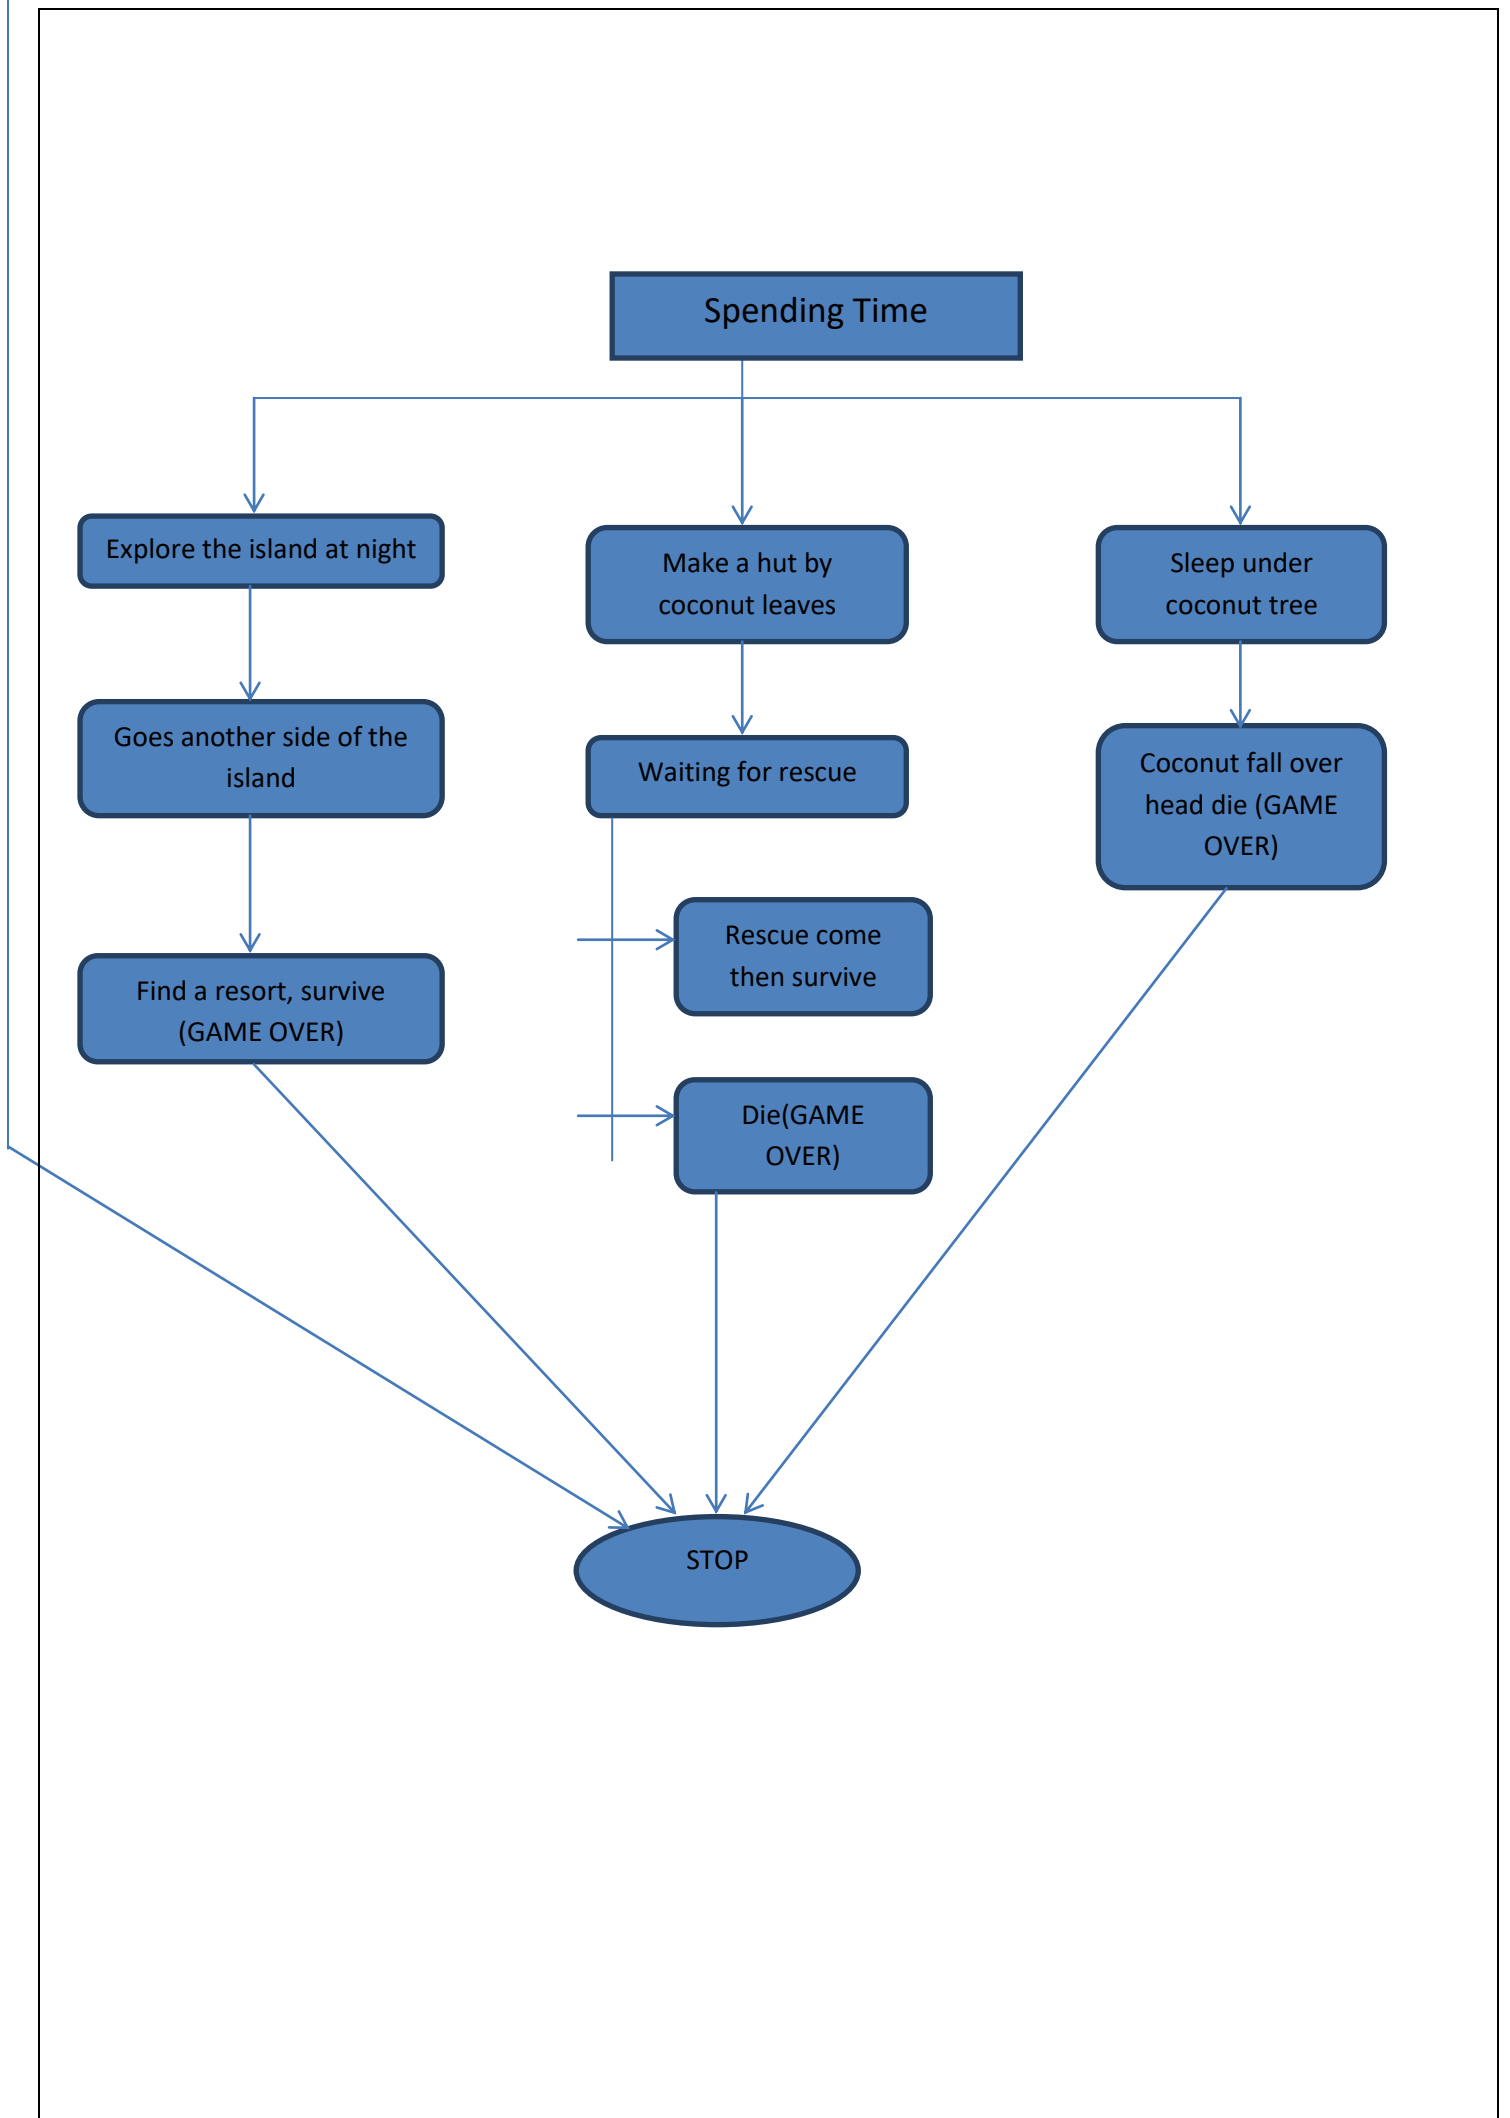 Spending Time
Explore the island at night
Make a hut by
coconut leaves
Sleep under
coconut tree
Goes another side of the
island
Waiting for rescue
Coconut fall over
head die (GAME
OVER)
Rescue come
then survive
Find a resort, survive
(GAME OVER)
Die(GAME
OVER)
STOP